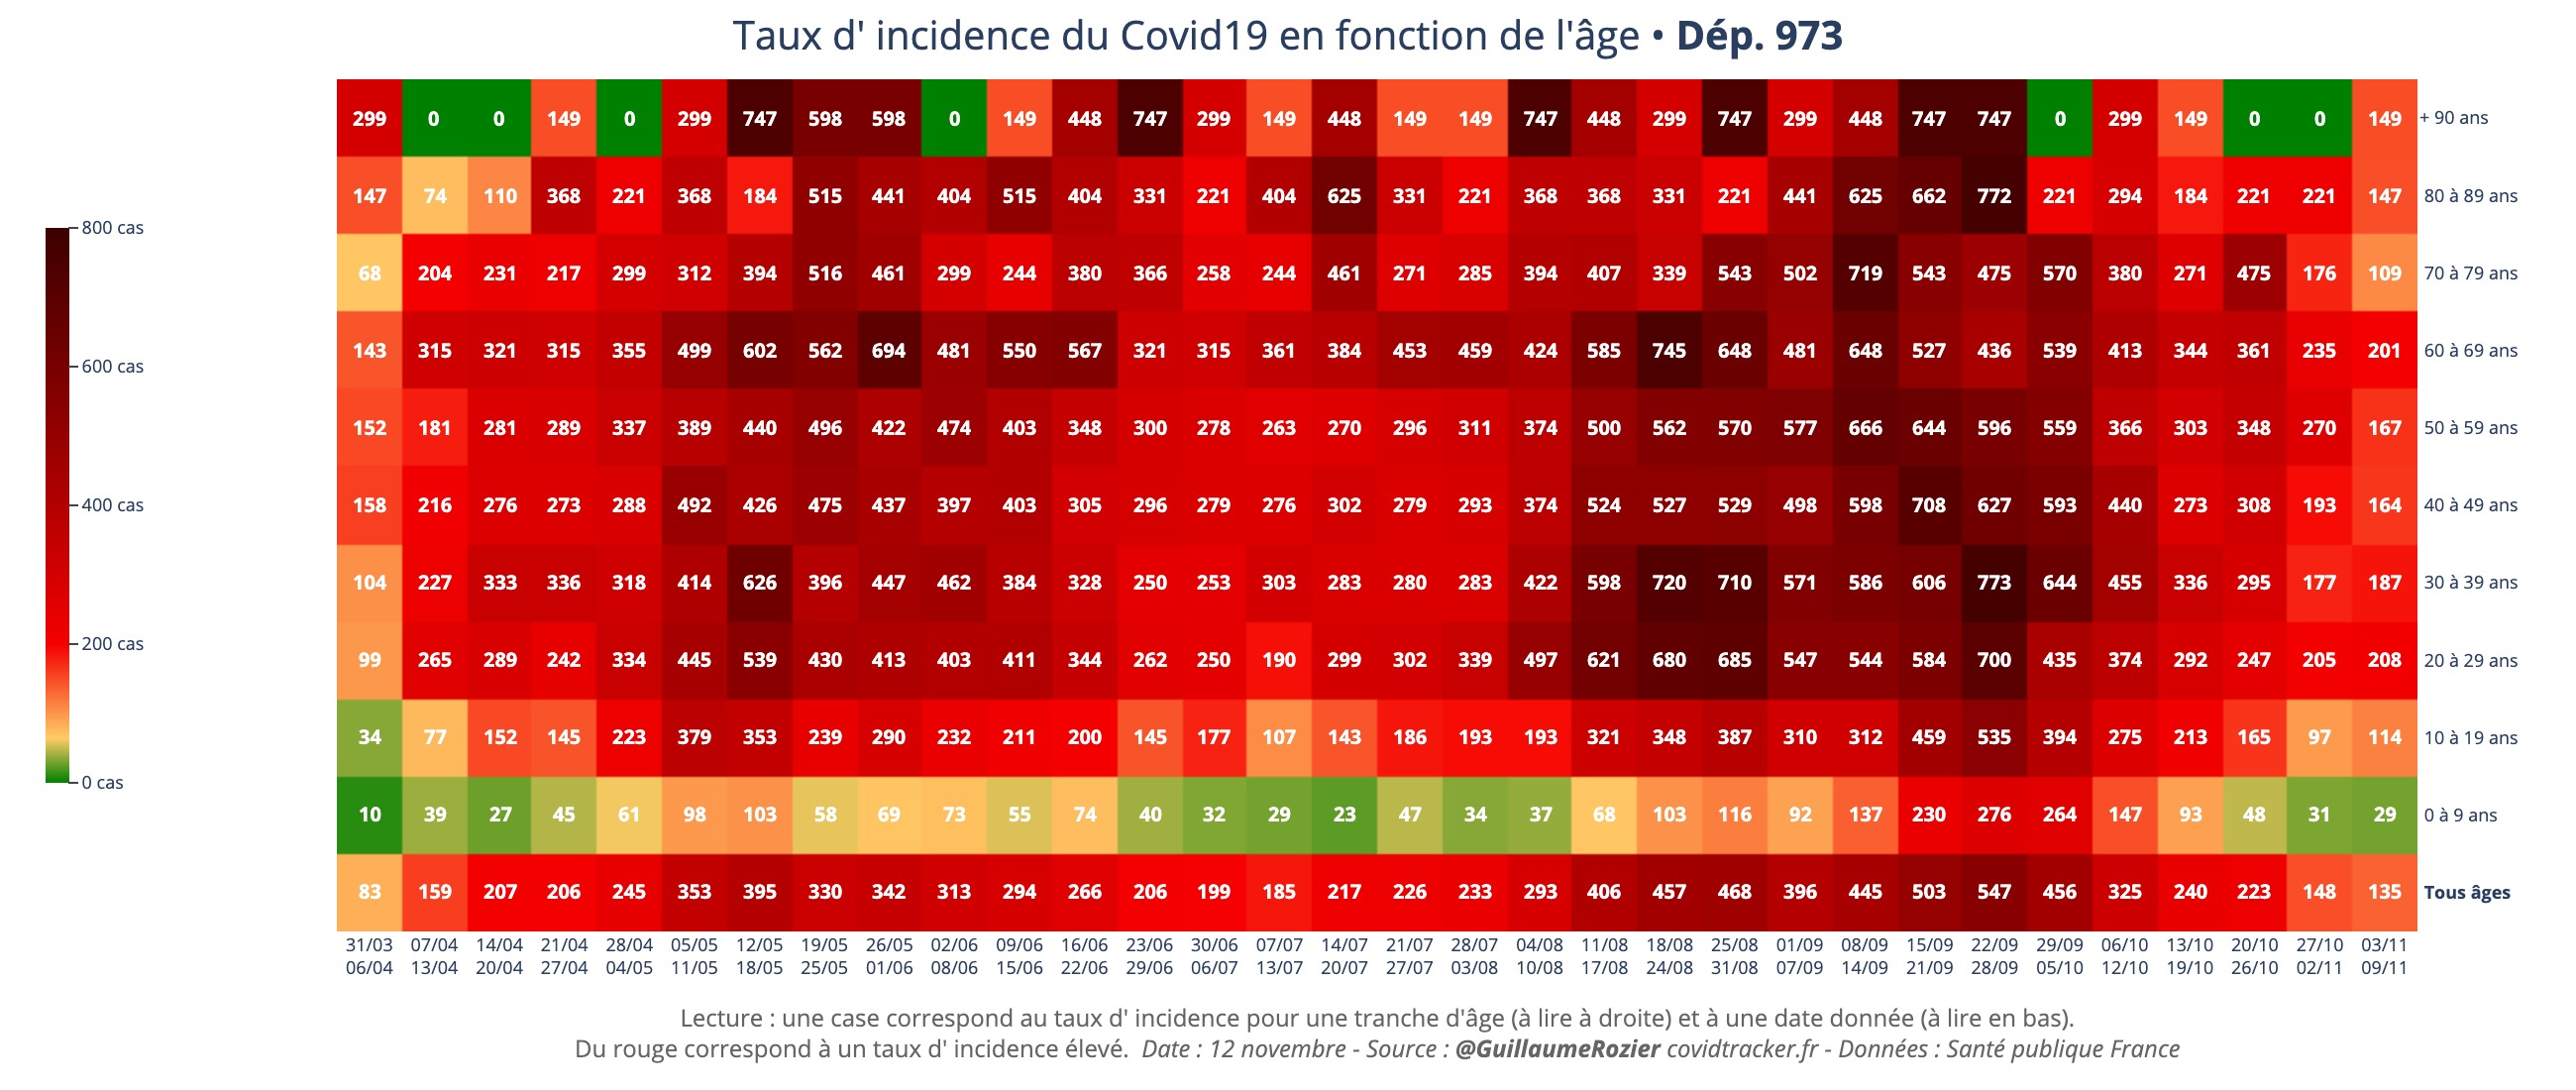 Taux d' incidence du Covid19 en fonction de l'âge • Dép. 973
299 0 0 149 0 299 747 598 598 0 149 448 747 299 149 448 149 149 747 448 299 747 299 448 747 747 0 299 149 0 0 149 + 90 ans
147 74 110 368 221 368 184 515 441 404 515 404 331 221 404 625 331 221 368 368 331 221 441 625 662 772 221 294 184 221 221 147 80 à 89 ans
68 204 231 217 299 312 394 516 461 299 244 380 366 258 244 461 271 285 394 407 339 543 502 719 543 475 570 380 271 475 176 109 70 à 79 ans
143 315 321 315 355 499 602 562 694 481 550 567 321 315 361 384 453 459 424 585 745 648 481 648 527 436 539 413 344 361 235 201 60 à 69 ans
152 181 281 289 337 389 440 496 422 474 403 348 300 278 263 270 296 311 374 500 562 570 577 666 644 596 559 366 303 348 270 167 50 à 59 ans
158 216 276 273 288 492 426 475 437 397 403 305 296 279 276 302 279 293 374 524 527 529 498 598 708 627 593 440 273 308 193 164 40 à 49 ans
104 227 333 336 318 414 626 396 447 462 384 328 250 253 303 283 280 283 422 598 720 710 571 586 606 773 644 455 336 295 177 187 30 à 39 ans
99 265 289 242 334 445 539 430 413 403 411 344 262 250 190 299 302 339 497 621 680 685 547 544 584 700 435 374 292 247 205 208 20 à 29 ans
34 77 152 145 223 379 353 239 290 232 211 200 145 177 107 143 186 193 193 321 348 387 310 312 459 535 394 275 213 165 97 114 10 à 19 ans
10 39 27 45 61 98 103 58 69 73 55 74 40 32 29 23 47 34 37 68 103 116 92 137 230 276 264 147 93 48 31 29 0 à 9 ans
83 159 207 206 245 353 395 330 342 313 294 266 206 199 185 217 226 233 293 406 457 468 396 445 503 547 456 325 240 223 148 135 Tous âges
31/03 07/04 14/04 21/04 28/04 05/05 12/05 19/05 26/05 02/06 09/06 16/06 23/06 30/06 07/07 14/07 21/07 28/07 04/08 11/08 18/08 25/08 01/09 08/09 15/09 22/09 29/09 06/10 13/10 20/10 27/10 03/11
06/04 13/04 20/04 27/04 04/05 11/05 18/05 25/05 01/06 08/06 15/06 22/06 29/06 06/07 13/07 20/07 27/07 03/08 10/08 17/08 24/08 31/08 07/09 14/09 21/09 28/09 05/10 12/10 19/10 26/10 02/11 09/11
800 cas
600 cas
400 cas
200 cas
0 cas
Lecture : une case correspond au taux d' incidence pour une tranche d'âge (à lire à droite) et à une date donnée (à lire en bas).
Du rouge correspond à un taux d' incidence élevé. Date : 12 novembre - Source : @GuillaumeRozier covidtracker.fr - Données : Santé publique France